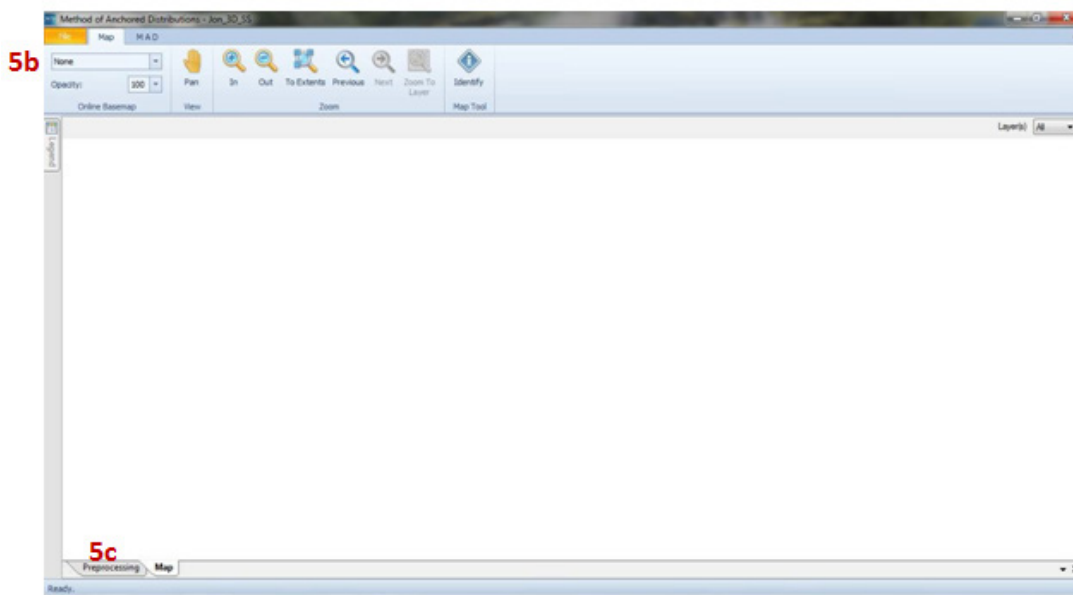 Method of Anchored Distributions - Jon_3D_SS
File Map MAD
5b
None
Opacity: 100
Pan In Out To Extents Previous Next Zoom To Layer Identify
Online Basemap View Zoom Map Tool
Legend
Layer(s) All
5c
Preprocessing Map
Ready.